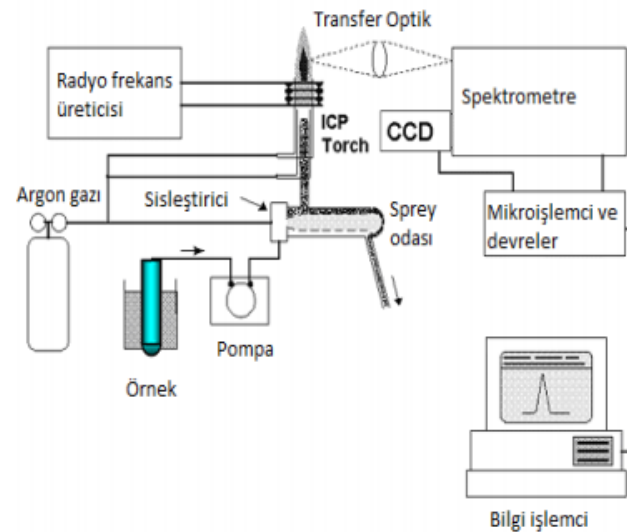 Transfer Optik
Radyo frekans
üreticisi
Spektrometre
CCD
ICP
Torch
Argon gazı
Sisleştirici
Sprey
odası
Mikroişlemci ve
devreler
Pompa
Örnek
Bilgi işlemci